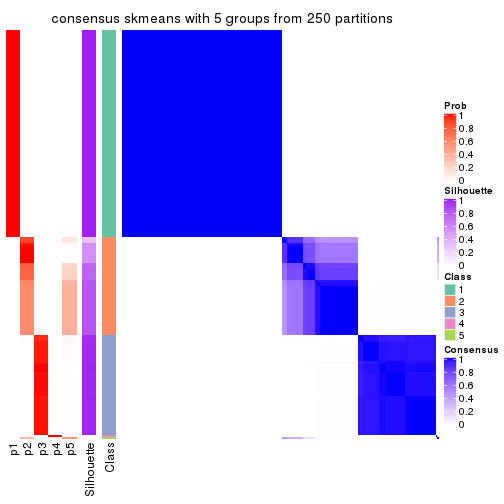 consensus skmeans with 5 groups from 250 partitions
Prob
1
0.8
0.6
0.4
0.2
0
Silhouette
1
0.8
0.6
0.4
0.2
0
Class
1
2
3
4
5
Consensus
1
0.8
0.6
0.4
0.2
0
p1
p2
p3
p4
p5
Silhouette
Class